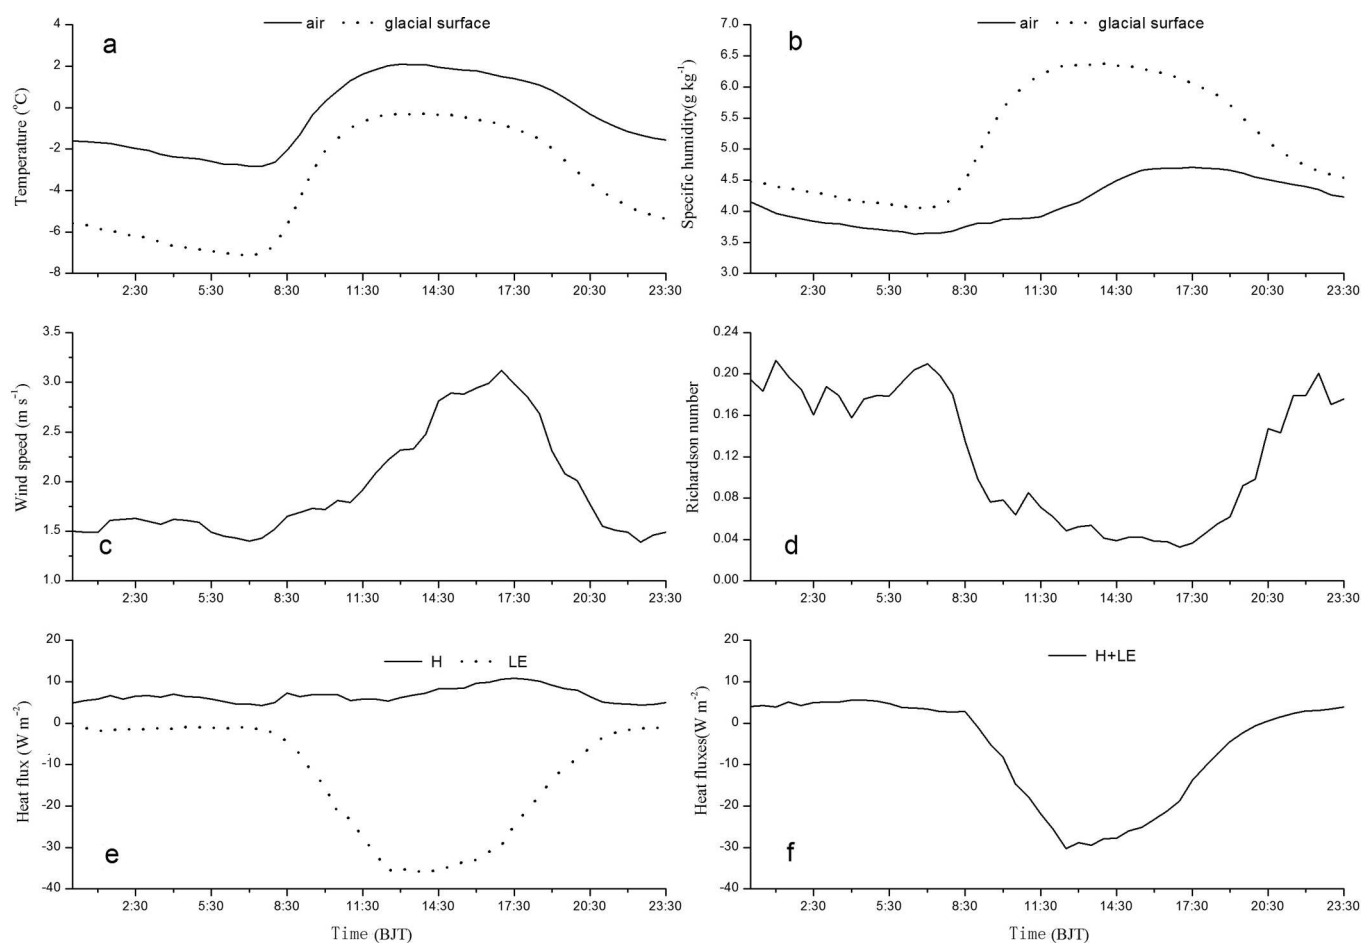 air glacial surface
a
Temperature (°C)
4
2
0
-2
-4
-6
-8
2:30 5:30 8:30 11:30 14:30 17:30 20:30 23:30
air glacial surface
b
Specific humidity(g kg-1)
7.0
6.5
6.0
5.5
5.0
4.5
4.0
3.5
3.0
2:30 5:30 8:30 11:30 14:30 17:30 20:30 23:30
c
Wind speed (m s-1)
3.5
3.0
2.5
2.0
1.5
1.0
2:30 5:30 8:30 11:30 14:30 17:30 20:30 23:30
d
Richardson number
0.24
0.20
0.16
0.12
0.08
0.04
0.00
2:30 5:30 8:30 11:30 14:30 17:30 20:30 23:30
H LE
e
Heat flux (W m-2)
20
10
0
-10
-20
-30
-40
2:30 5:30 8:30 11:30 14:30 17:30 20:30 23:30
Time (BJT)
H+LE
f
Heat fluxes(W m-2)
20
10
0
-10
-20
-30
-40
2:30 5:30 8:30 11:30 14:30 17:30 20:30 23:30
Time (BJT)